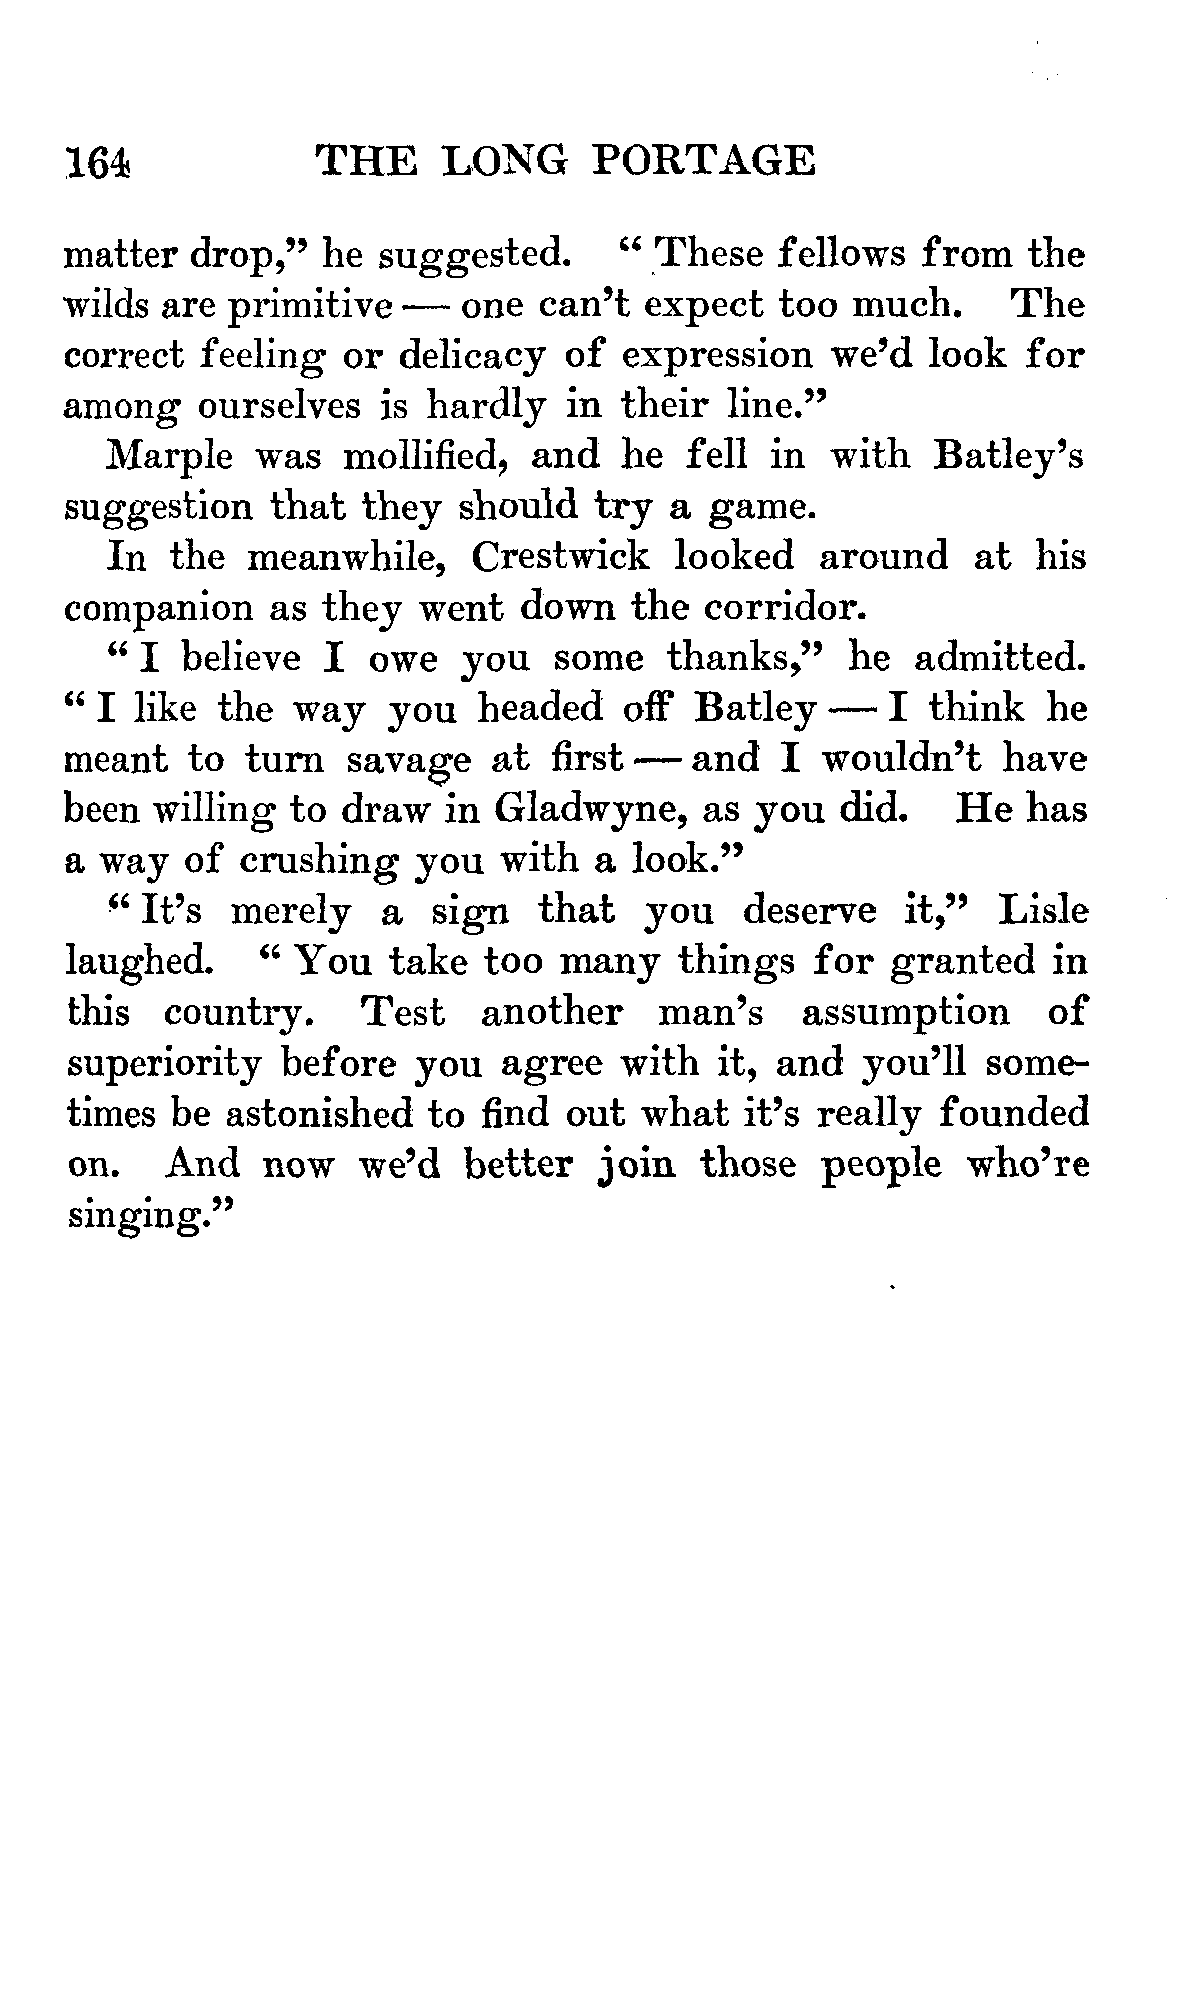 164 THE LONG PORTAGE
matter drop,” he suggested. “ These fellows from the
wilds are primitive — one can’t expect too much. The
correct feeling or delicacy of expression we’d look for
among ourselves is hardly in their line.”
Marple was mollified, and he fell in with Batley’s
suggestion that they should try a game.
In the meanwhile, Crestwick looked around at his
companion as they went down the corridor.
“ I believe I owe you some thanks,” he admitted.
“ I like the way you headed off Batley — I think he
meant to turn savage at first — and I wouldn’t have
been willing to draw in Gladwyne, as you did. He has
a way of crushing you with a look.”
“ It’s merely a sign that you deserve it,” Lisle
laughed. “ You take too many things for granted in
this country. Test another man’s assumption of
superiority before you agree with it, and you’ll some-
times be astonished to find out what it’s really founded
on. And now we’d better join those people who’re
singing.”